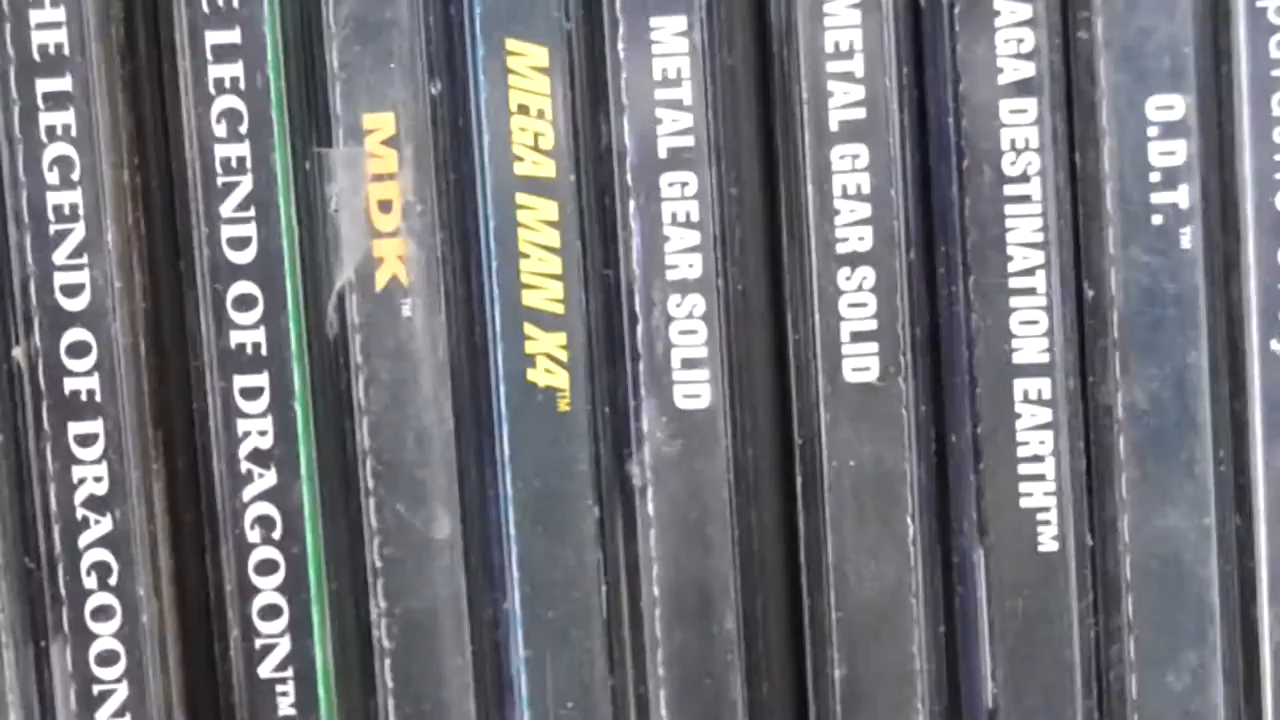 HE LEGEND OF DRAGOON
E LEGEND OF DRAGOON™
MDK™
MEGA MAN X4™
METAL GEAR SOLID
METAL GEAR SOLID
AGA DESTINATION EARTH™
O.D.T.™